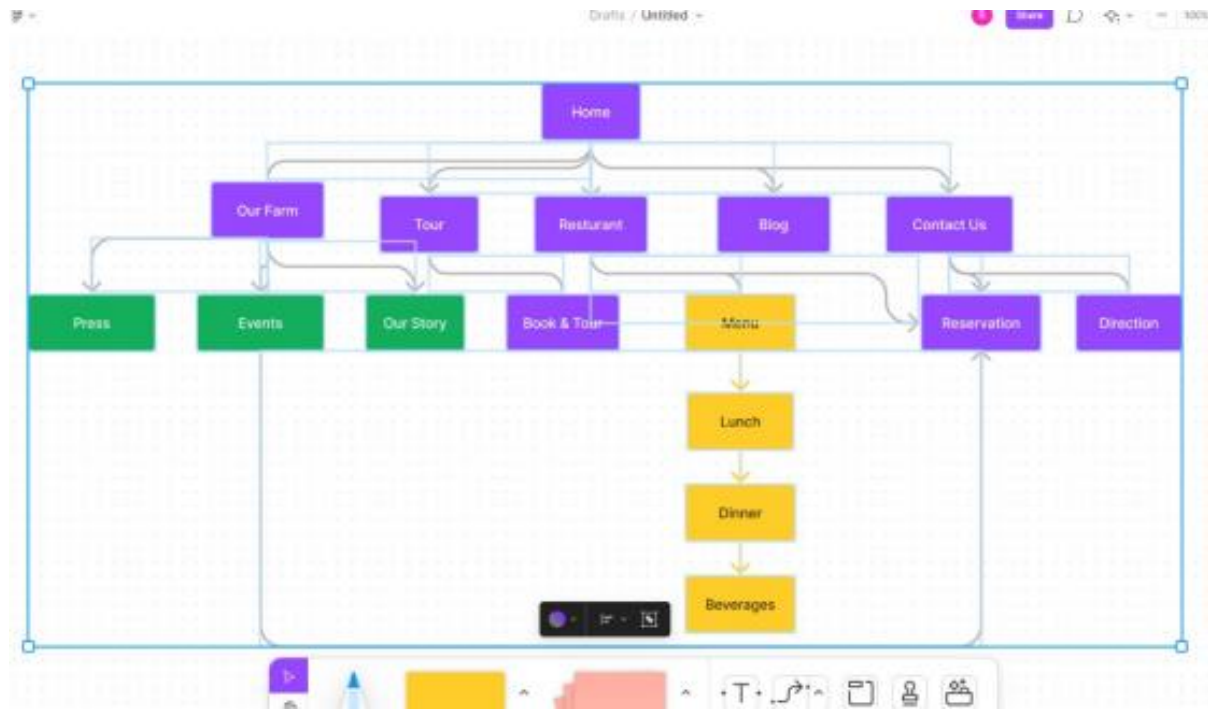 Drafts / Untitled
Share
100%
Home
Our Farm
Tour
Resturant
Blog
Contact Us
Press
Events
Our Story
Book & Tour
Menu
Reservation
Direction
Lunch
Dinner
Beverages
T